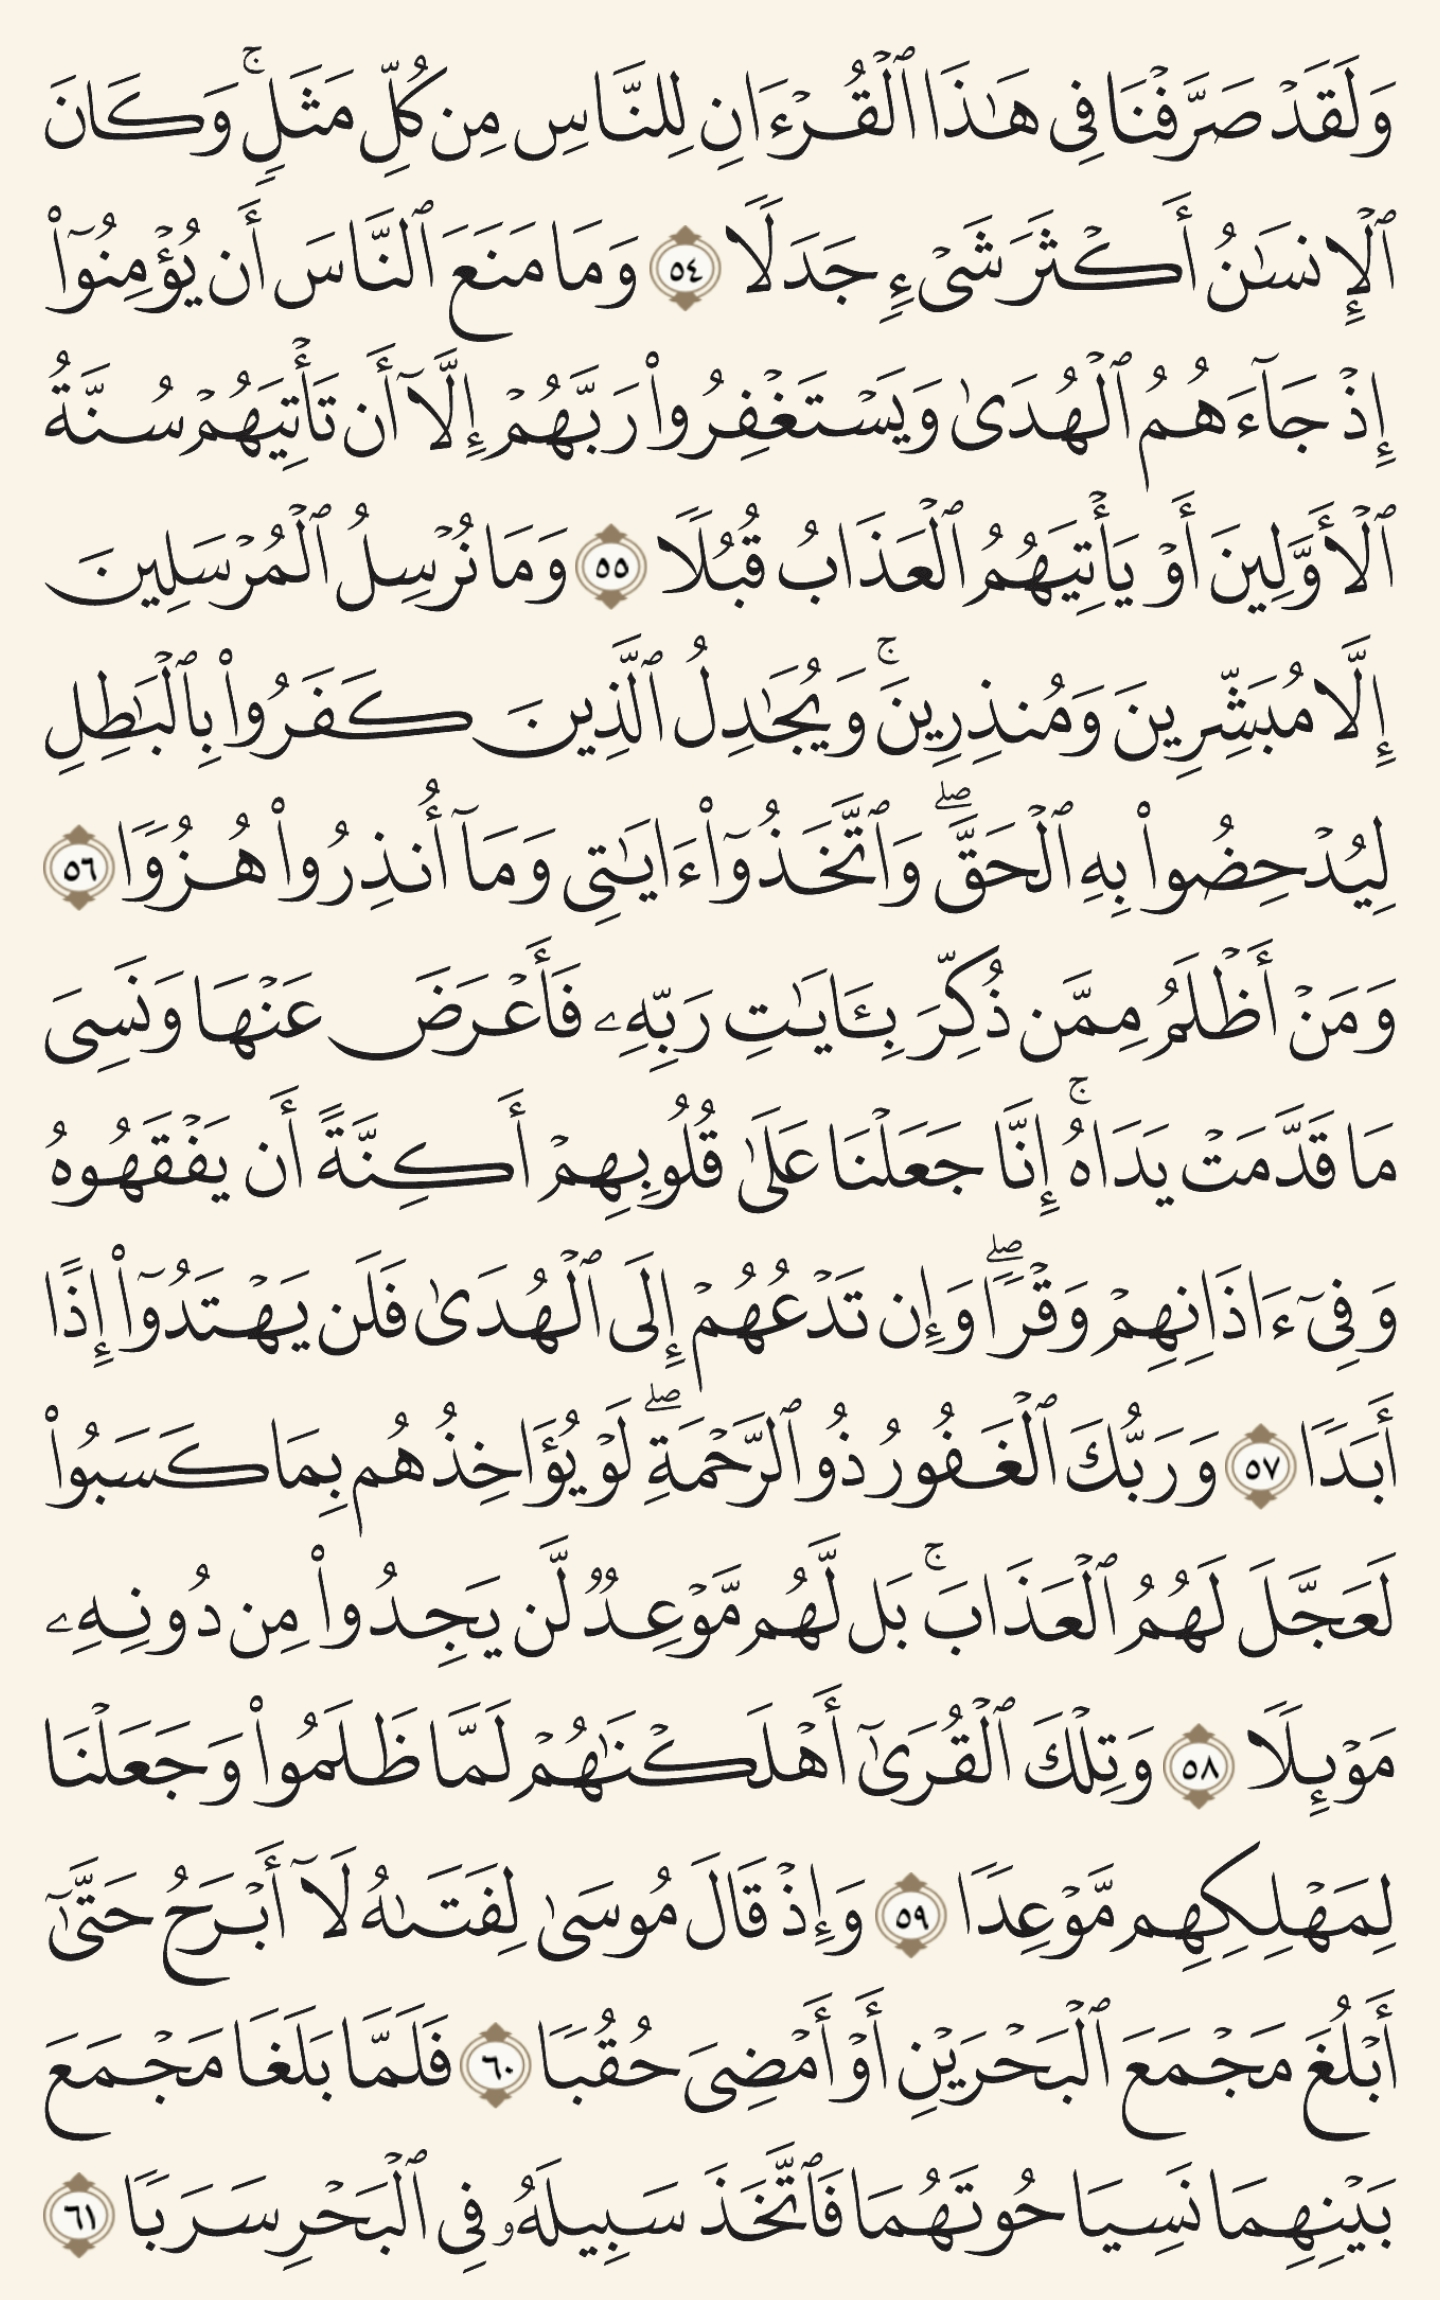 وَلَقَدْ صَرَّفْنَا فِى هَـٰذَا ٱلْقُرْءَانِ لِلنَّاسِ مِن كُلِّ مَثَلٍۢ ۚ وَكَانَ
ٱلْإِنسَـٰنُ أَكْثَرَ شَىْءٍۢ جَدَلًۭا ٥٤ وَمَا مَنَعَ ٱلنَّاسَ أَن يُؤْمِنُوٓا۟
إِذْ جَآءَهُمُ ٱلْهُدَىٰ وَيَسْتَغْفِرُوا۟ رَبَّهُمْ إِلَّآ أَن تَأْتِيَهُمْ سُنَّةُ
ٱلْأَوَّلِينَ أَوْ يَأْتِيَهُمُ ٱلْعَذَابُ قُبُلًۭا ٥٥ وَمَا نُرْسِلُ ٱلْمُرْسَلِينَ
إِلَّا مُبَشِّرِينَ وَمُنذِرِينَ ۚ وَيُجَـٰدِلُ ٱلَّذِينَ كَفَرُوا۟ بِٱلْبَـٰطِلِ
لِيُدْحِضُوا۟ بِهِ ٱلْحَقَّ ۖ وَٱتَّخَذُوٓا۟ ءَايَـٰتِى وَمَآ أُنذِرُوا۟ هُزُوًۭا ٥٦
وَمَنْ أَظْلَمُ مِمَّن ذُكِّرَ بِـَٔايَـٰتِ رَبِّهِۦ فَأَعْرَضَ عَنْهَا وَنَسِىَ
مَا قَدَّمَتْ يَدَاهُ ۚ إِنَّا جَعَلْنَا عَلَىٰ قُلُوبِهِمْ أَكِنَّةً أَن يَفْقَهُوهُ
وَفِىٓ ءَاذَانِهِمْ وَقْرًۭا ۖ وَإِن تَدْعُهُمْ إِلَى ٱلْهُدَىٰ فَلَن يَهْتَدُوٓا۟ إِذًا
أَبَدًۭا ٥٧ وَرَبُّكَ ٱلْغَفُورُ ذُو ٱلرَّحْمَةِ ۖ لَوْ يُؤَاخِذُهُم بِمَا كَسَبُوا۟
لَعَجَّلَ لَهُمُ ٱلْعَذَابَ ۚ بَل لَّهُم مَّوْعِدٌۭ لَّن يَجِدُوا۟ مِن دُونِهِۦ
مَوْئِلًۭا ٥٨ وَتِلْكَ ٱلْقُرَىٰٓ أَهْلَكْنَـٰهُمْ لَمَّا ظَلَمُوا۟ وَجَعَلْنَا
لِمَهْلِكِهِم مَّوْعِدًۭا ٥٩ وَإِذْ قَالَ مُوسَىٰ لِفَتَىٰهُ لَآ أَبْرَحُ حَتَّىٰٓ
أَبْلُغَ مَجْمَعَ ٱلْبَحْرَيْنِ أَوْ أَمْضِىَ حُقُبًۭا ٦٠ فَلَمَّا بَلَغَا مَجْمَعَ
بَيْنِهِمَا نَسِيَا حُوتَهُمَا فَٱتَّخَذَ سَبِيلَهُۥ فِى ٱلْبَحْرِ سَرَبًۭا ٦١